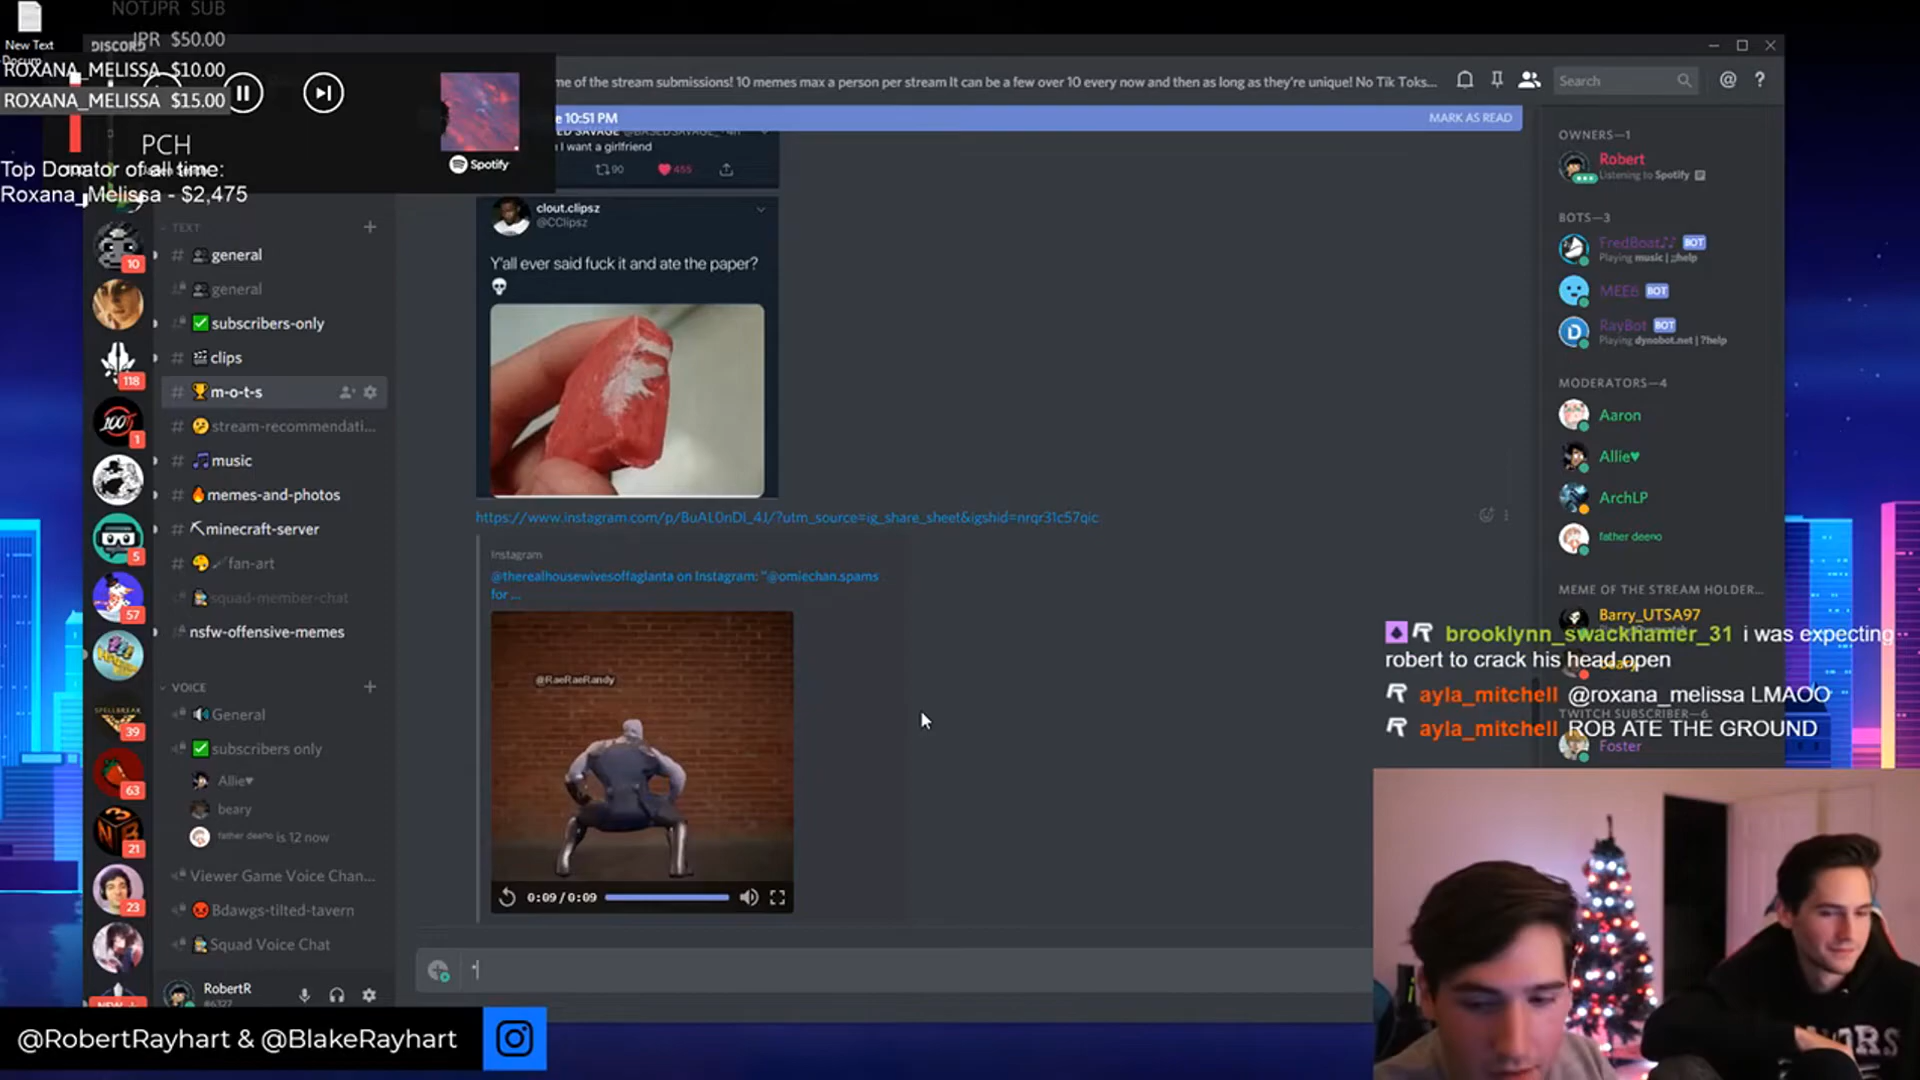 NOTJPR SUB
JPR $50.00
ROXANA_MELISSA $10.00
ROXANA_MELISSA $15.00
New Text
DISCORD
PCH
Spotify
Top Donator of all time:
Roxana_Melissa - $2,475
me of the stream submissions! 10 memes max a person per stream It can be a few over 10 every now and then as long as they're unique! No Tik Toks...
Search
10:51 PM
MARK AS READ
I want a girlfriend
90
455
clout.clipsz
@CClipsz
Y'all ever said fuck it and ate the paper?
💀
https://www.instagram.com/p/BuAL0nDl_4J/?utm_source=ig_share_sheet&igshid=nrqr31c57qic
Instagram
@therealhousewivesoffaglanta on Instagram: "@omiechan.spams
for ...
@RaeRaeRandy
0:09 / 0:09
TEXT
general
general
subscribers-only
clips
m-o-t-s
stream-recommendati...
music
memes-and-photos
minecraft-server
fan-art
squad-member-chat
nsfw-offensive-memes
VOICE
General
subscribers only
Allie♥
beary
father deeno is 12 now
Viewer Game Voice Chan...
Bdawgs-tilted-tavern
Squad Voice Chat
RobertR
#6327
10
118
100T
1
5
57
SPELLBREAK
39
63
21
23
NEW
OWNERS—1
Robert
Listening to Spotify
BOTS—3
FredBoat♪♪ BOT
Playing music | ;;help
MEE6 BOT
RayBot BOT
Playing dynobot.net | ?help
MODERATORS—4
Aaron
Allie♥
ArchLP
father deeno
MEME OF THE STREAM HOLDER...
Barry_UTSA97
beary
TWITCH SUBSCRIBER—6
Foster
brooklynn_swackhamer_31 i was expecting
robert to crack his head open
ayla_mitchell @roxana_melissa LMAOO
ayla_mitchell ROB ATE THE GROUND
@RobertRayhart & @BlakeRayhart